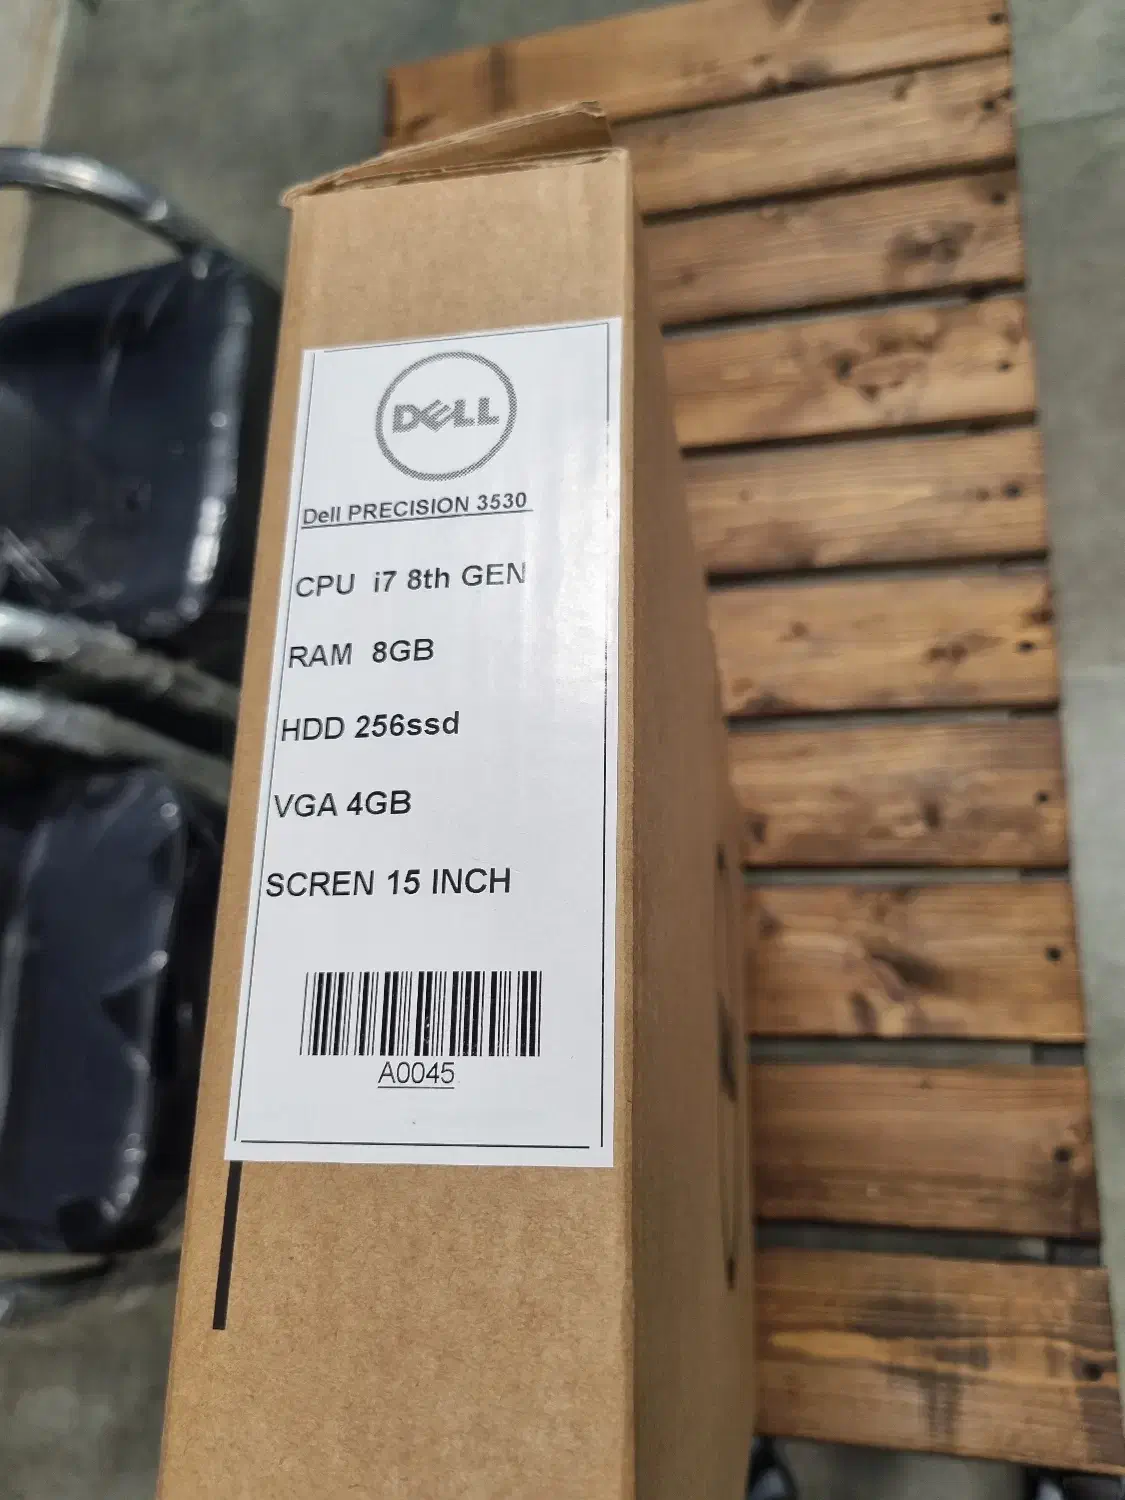 DELL
Dell PRECISION 3530
CPU i7 8th GEN
RAM 8GB
HDD 256ssd
VGA 4GB
SCREN 15 INCH
A0045